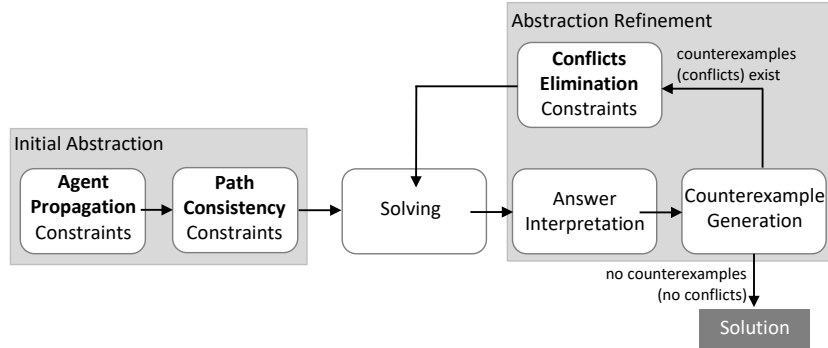 Abstraction Refinement
Conflicts
Elimination
Constraints
counterexamples
(conflicts) exist
Initial Abstraction
Agent
Propagation
Constraints
Path
Consistency
Constraints
Solving
Answer
Interpretation
Counterexample
Generation
no counterexamples
(no conflicts)
Solution